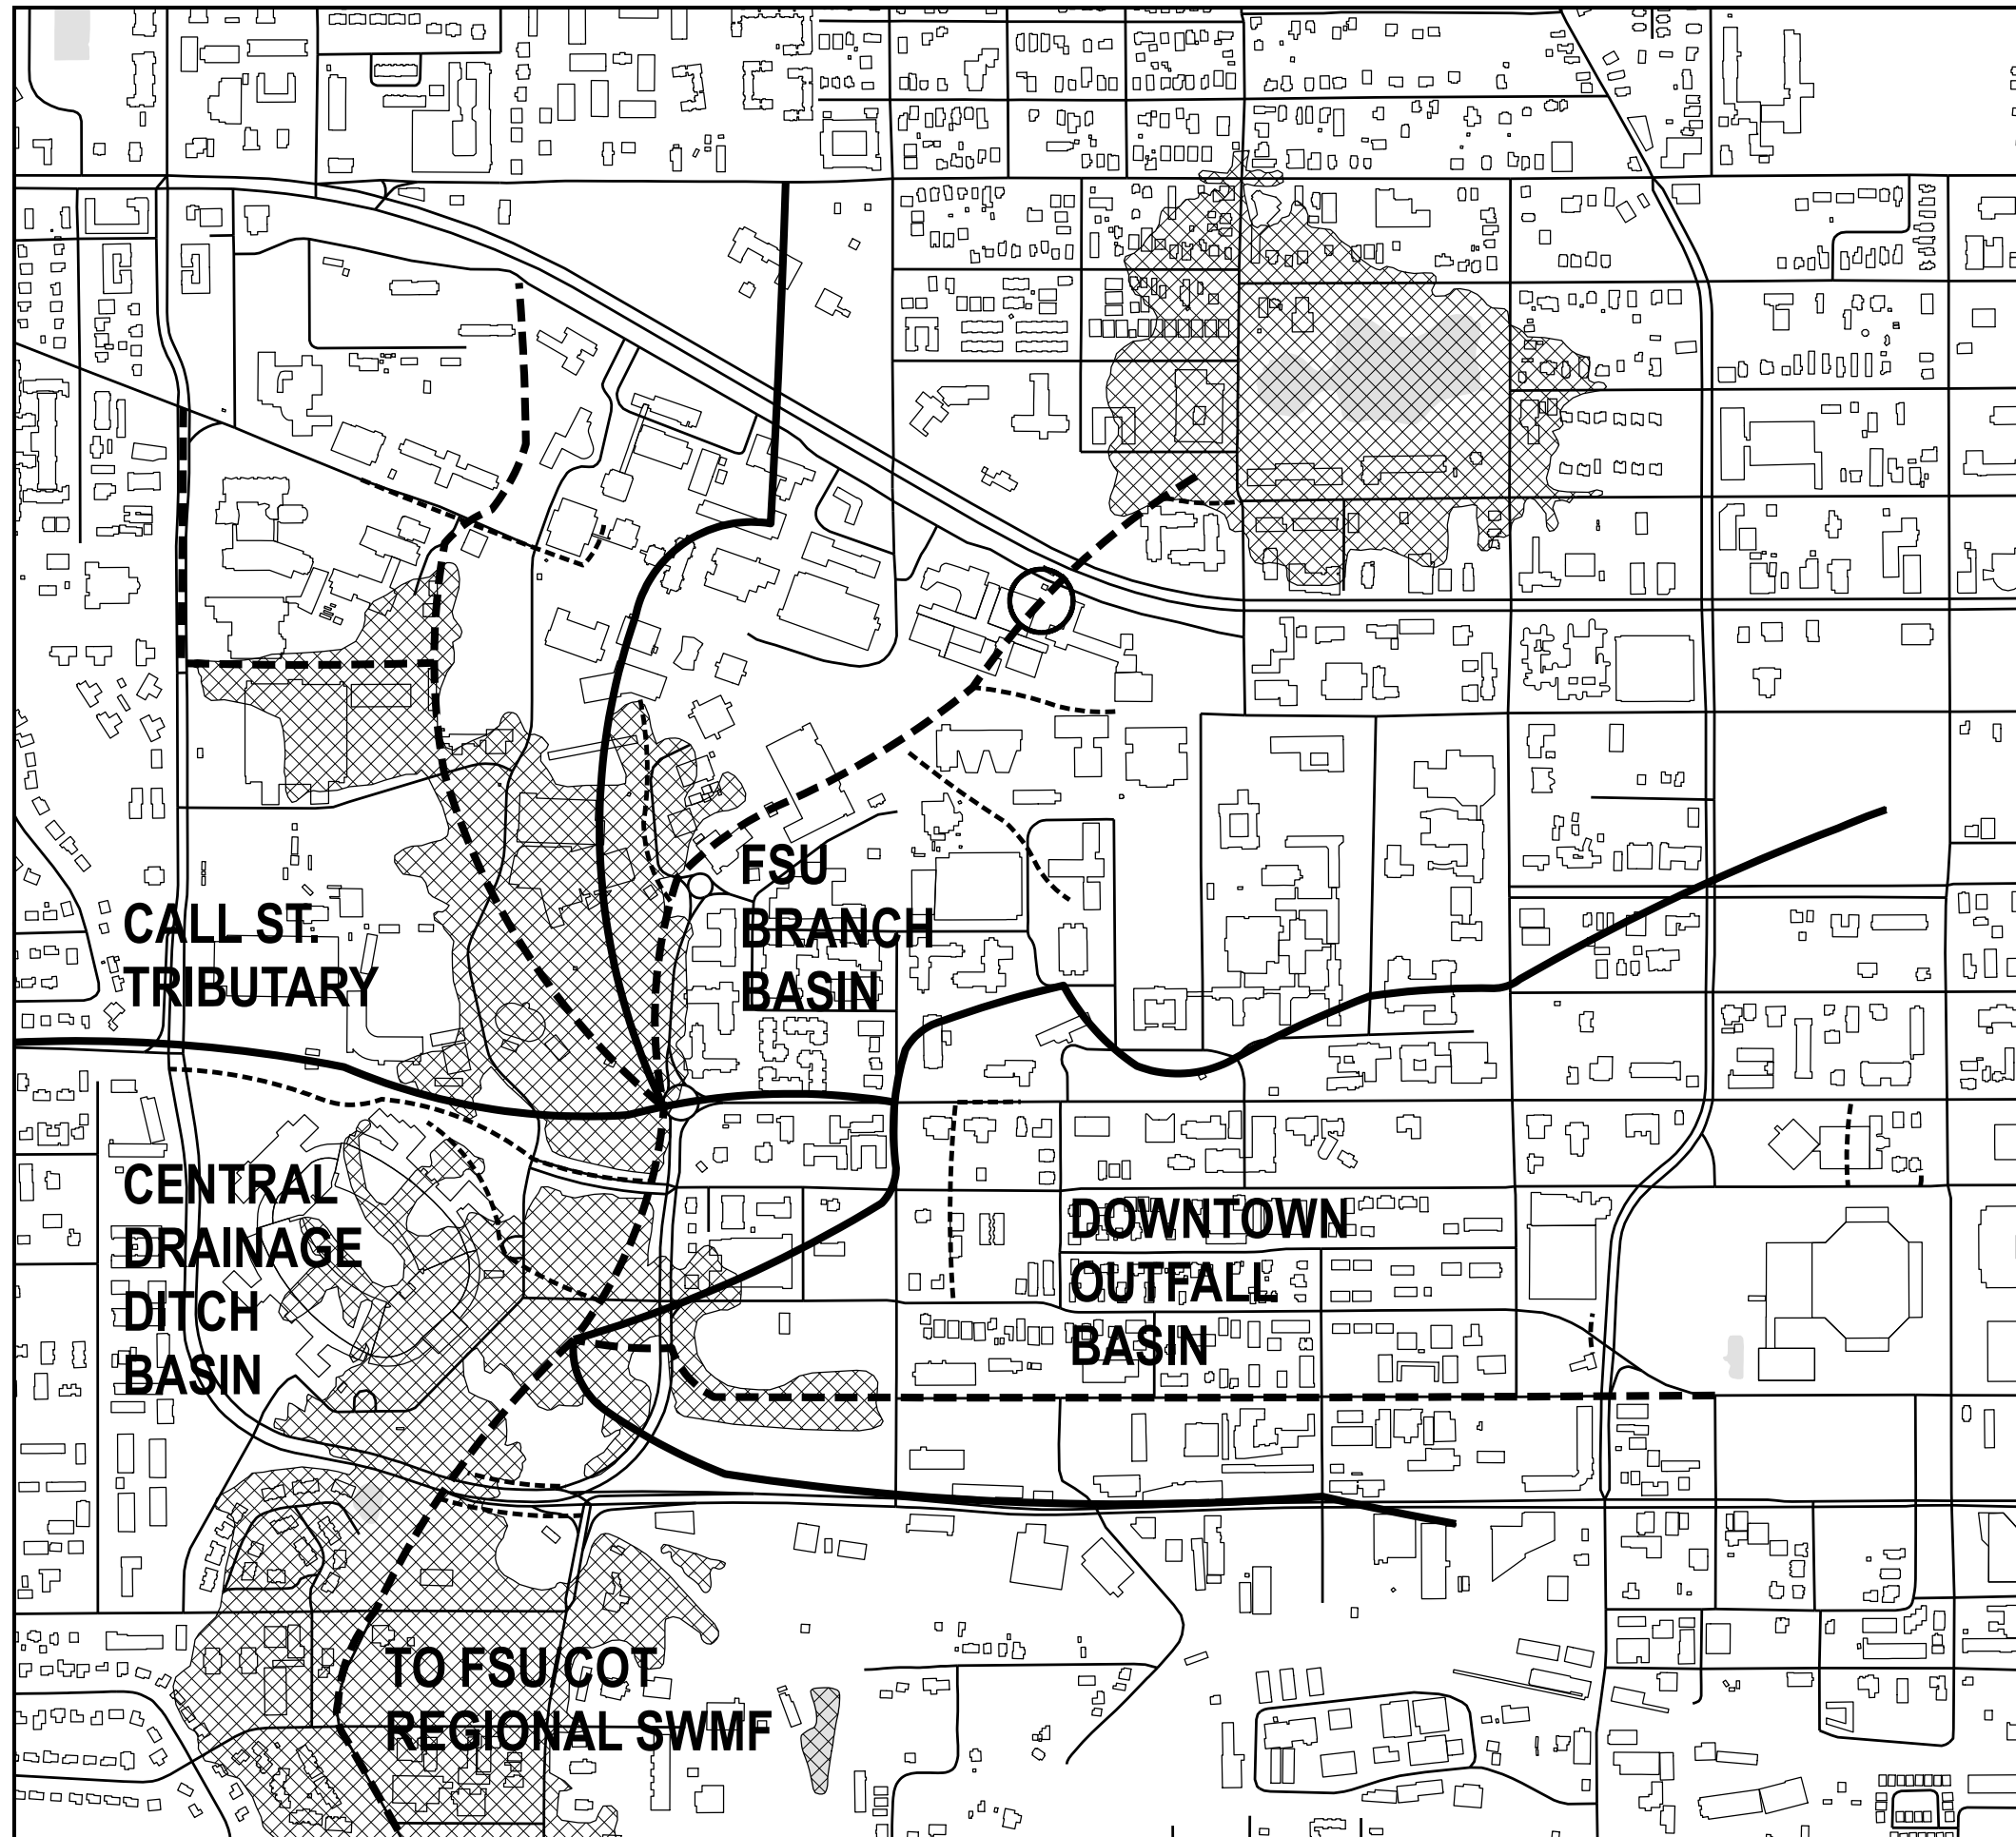 FSU
BRANCH
BASIN
CALL ST.
TRIBUTARY
CENTRAL
DRAINAGE
DITCH
BASIN
DOWNTOWN
OUTFALL
BASIN
TO FSU COT
REGIONAL SWMF